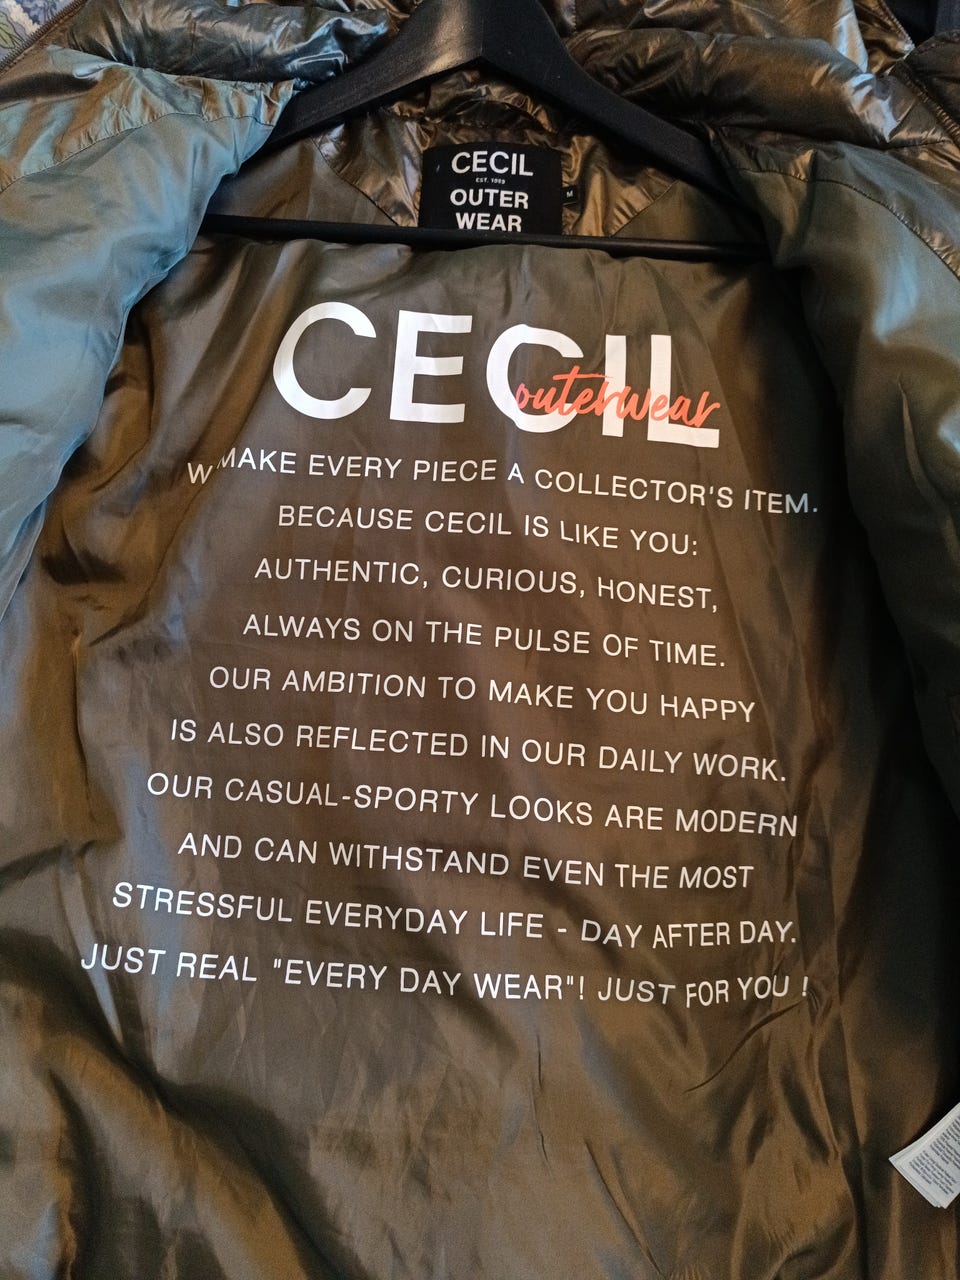 CECIL
EST. 1989
OUTER
WEAR
M
CECIL
outerwear
W MAKE EVERY PIECE A COLLECTOR'S ITEM.
BECAUSE CECIL IS LIKE YOU:
AUTHENTIC, CURIOUS, HONEST,
ALWAYS ON THE PULSE OF TIME.
OUR AMBITION TO MAKE YOU HAPPY
IS ALSO REFLECTED IN OUR DAILY WORK.
OUR CASUAL-SPORTY LOOKS ARE MODERN
AND CAN WITHSTAND EVEN THE MOST
STRESSFUL EVERYDAY LIFE - DAY AFTER DAY.
JUST REAL "EVERY DAY WEAR"! JUST FOR YOU !